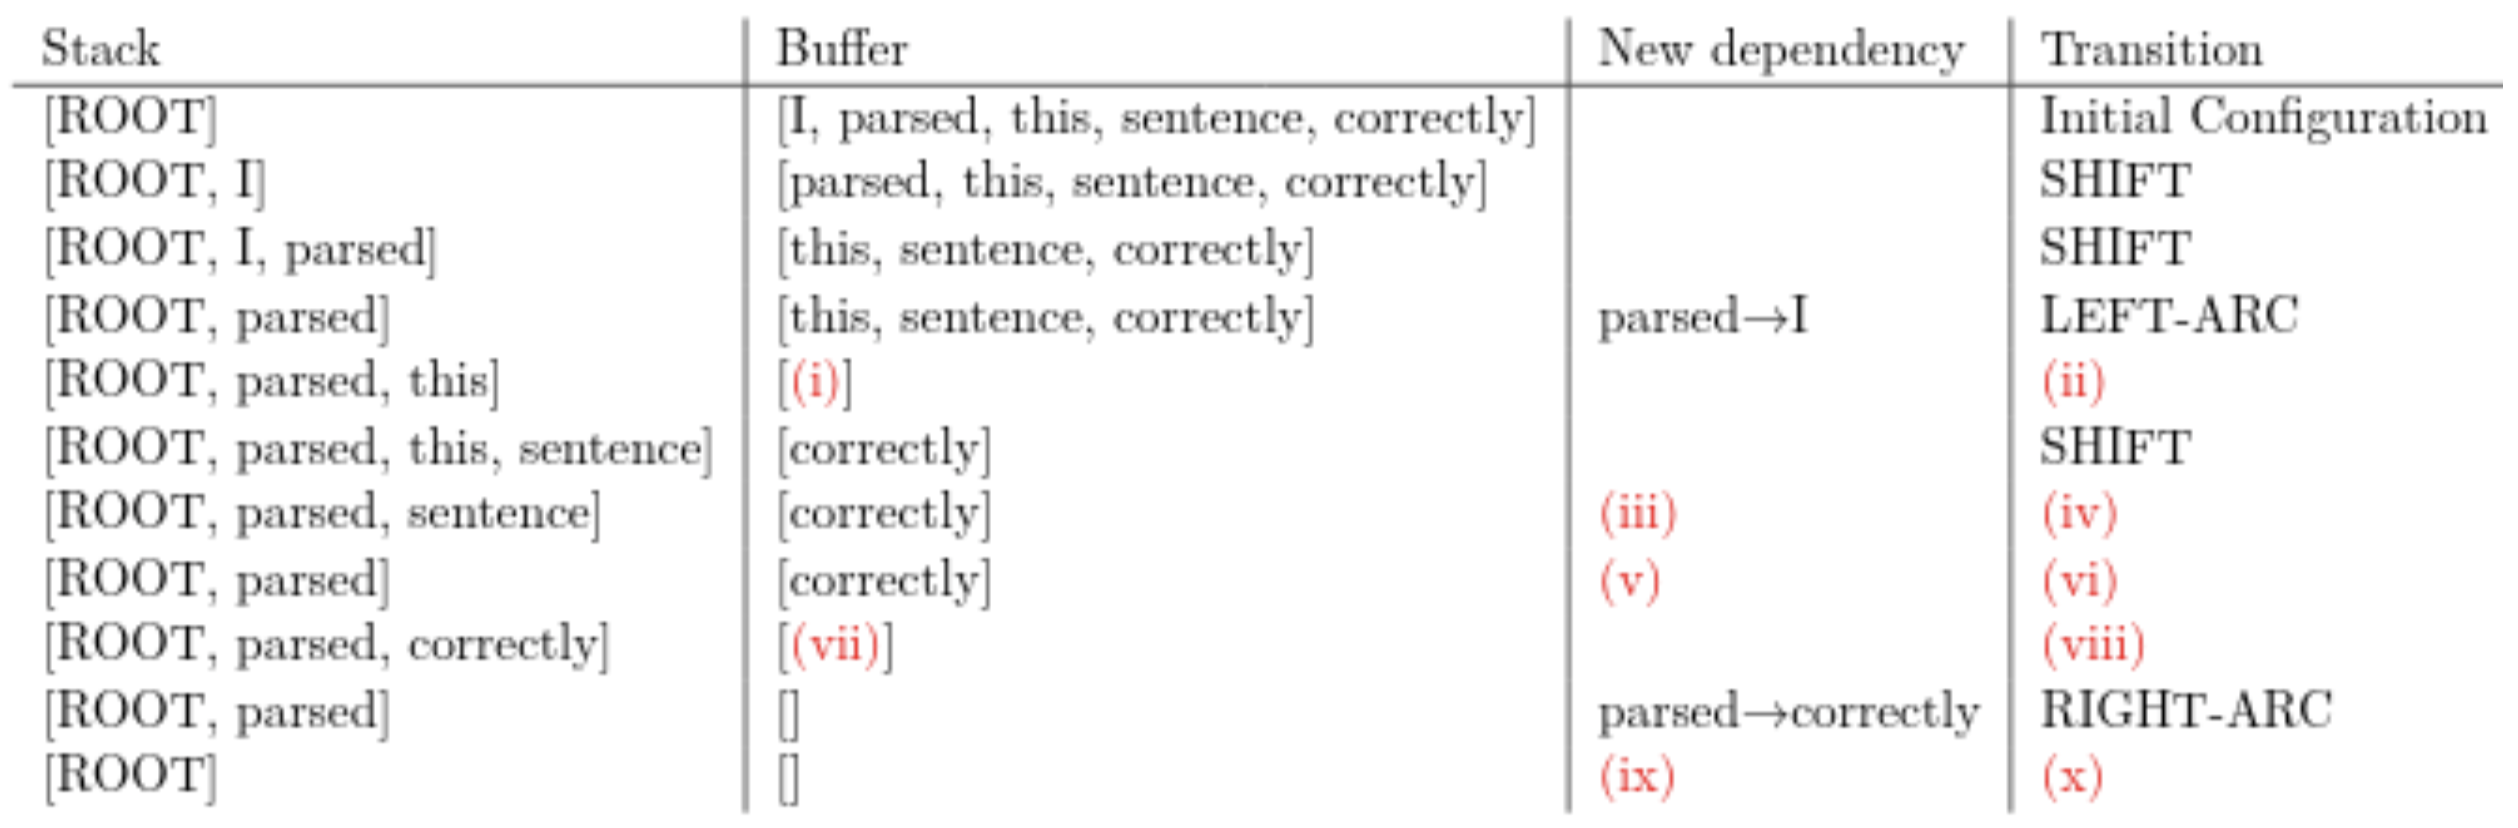 Stack Buffer New dependency Transition
[ROOT] [I, parsed, this, sentence, correctly] Initial Configuration
[ROOT, I] [parsed, this, sentence, correctly] SHIFT
[ROOT, I, parsed] [this, sentence, correctly] SHIFT
[ROOT, parsed] [this, sentence, correctly] parsed→I LEFT-ARC
[ROOT, parsed, this] [(i)] (ii)
[ROOT, parsed, this, sentence] [correctly] SHIFT
[ROOT, parsed, sentence] [correctly] (iii) (iv)
[ROOT, parsed] [correctly] (v) (vi)
[ROOT, parsed, correctly] [(vii)] (viii)
[ROOT, parsed] [] parsed→correctly RIGHT-ARC
[ROOT] [] (ix) (x)